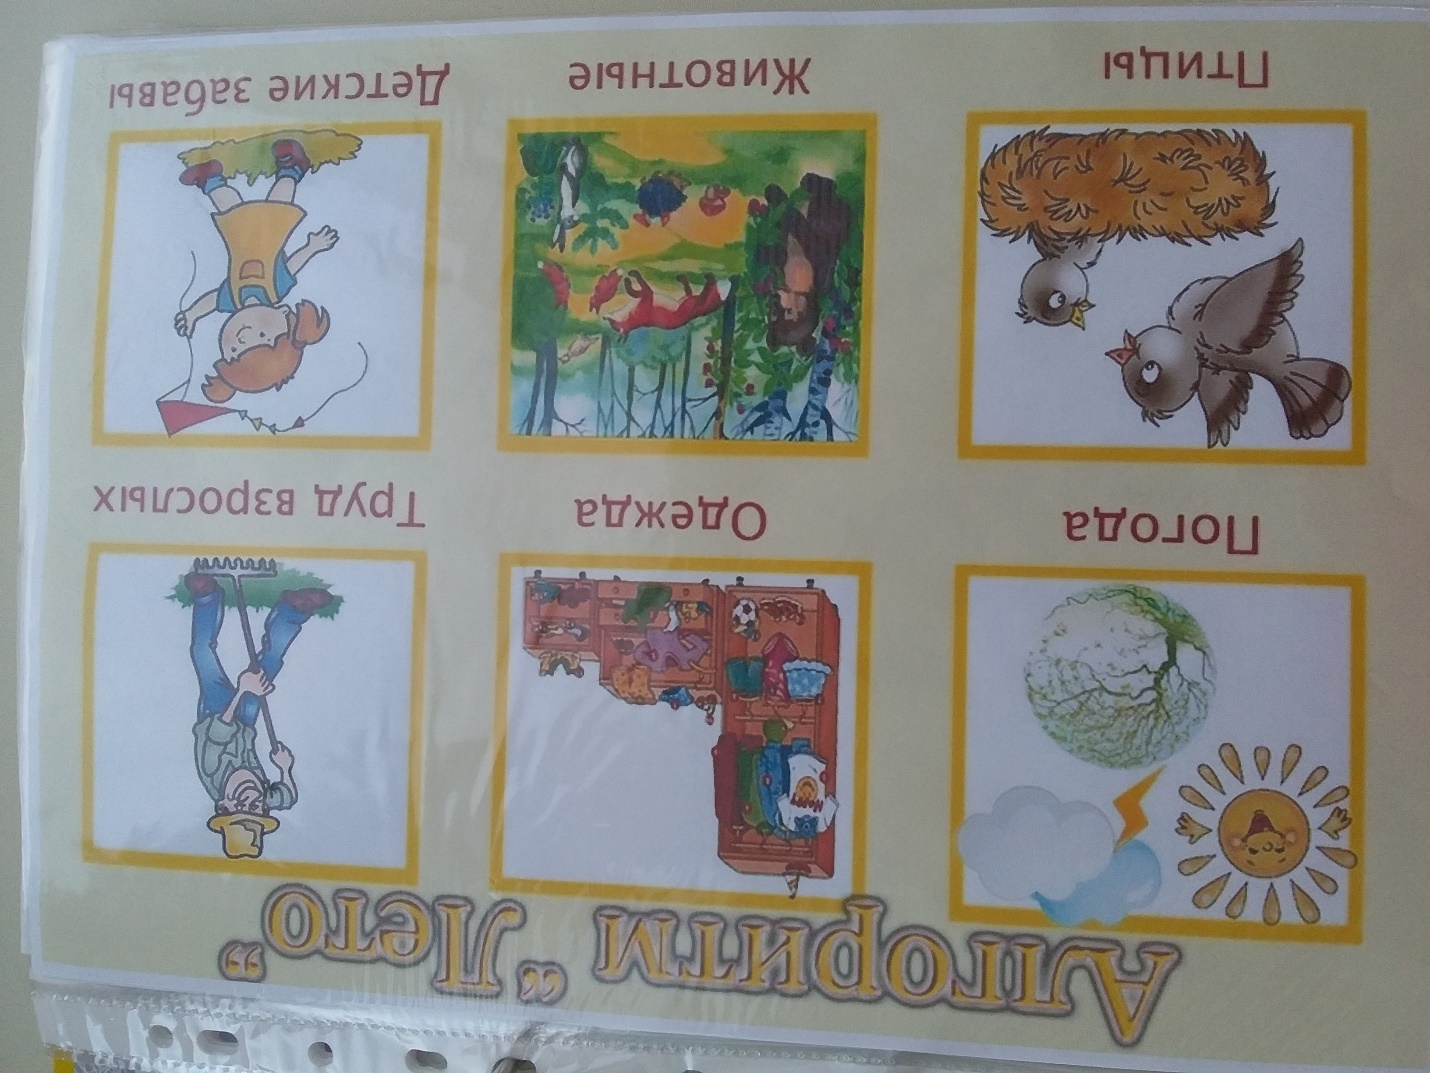 Алгоритм “Лето”
Погода
Одежда
Труд взрослых
Птицы
Животные
Детские забавы